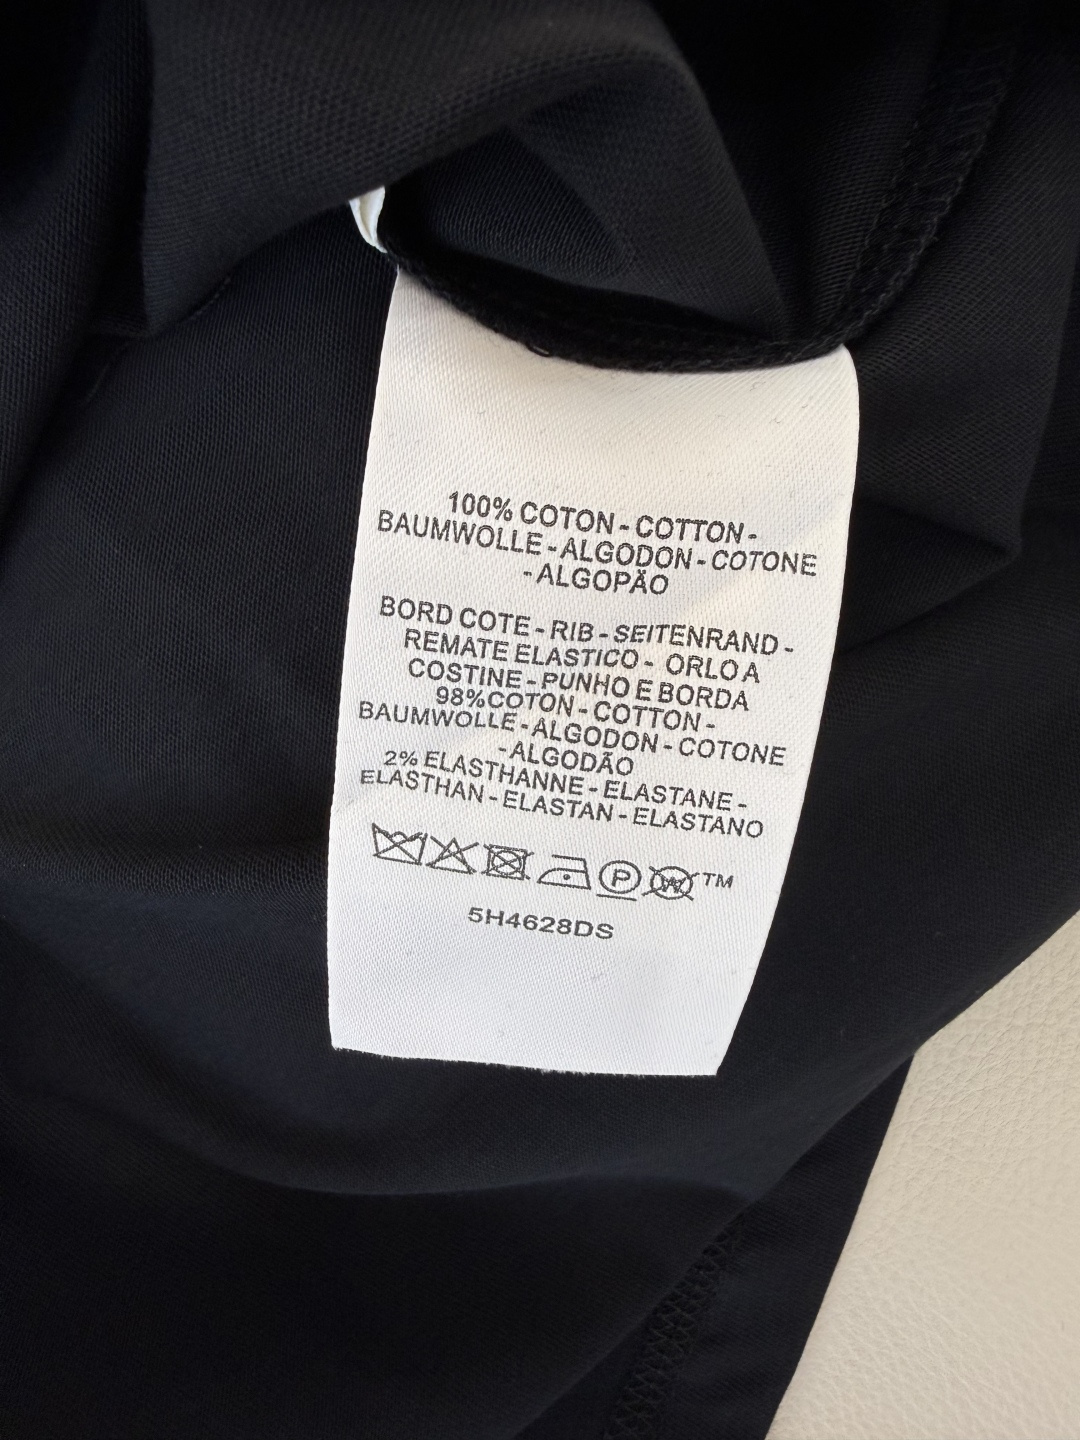 100% COTON - COTTON -
BAUMWOLLE - ALGODON - COTONE
- ALGOPÃO
BORD COTE - RIB - SEITENRAND -
REMATE ELASTICO - ORLO A
COSTINE - PUNHO E BORDA
98% COTON - COTTON -
BAUMWOLLE - ALGODON - COTONE
- ALGODÃO
2% ELASTHANNE - ELASTANE -
ELASTHAN - ELASTAN - ELASTANO
P W TM
5H4628DS